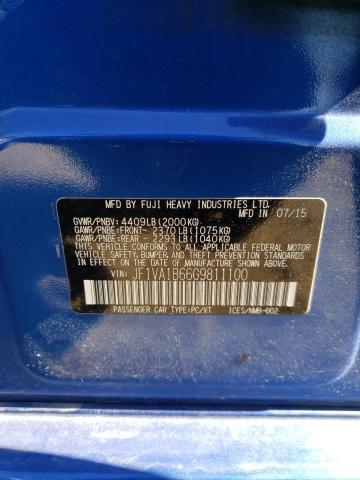 MFD BY FUJI HEAVY INDUSTRIES LTD.
MFD. IN 07/15
GVWR/PNBV: 4409LB(2000KG)
GAWR/PNBE:FRONT- 2370LB(1075KG)
GAWR/PNBE:REAR - 2293LB(1040KG)
THIS CAR CONFORMS TO ALL APPLICABLE FEDERAL MOTOR
VEHICLE SAFETY, BUMPER, AND THEFT PREVENTION STANDARDS
IN EFFECT ON THE DATE OF MANUFACTURE SHOWN ABOVE.
VEHICLE IDENTIFICATION NUMBER:
JF1VA1B66G9811100
PASSENGER CAR TYPE:PC/VT ICES/NMB-002